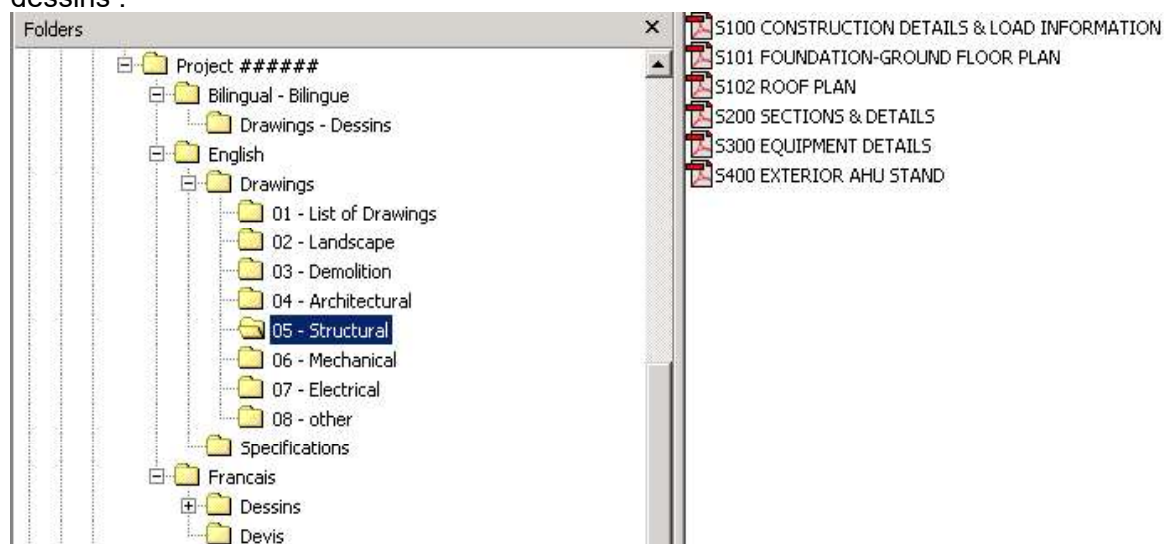 dessins :
Folders
Project ######
Bilingual - Bilingue
Drawings - Dessins
English
Drawings
01 - List of Drawings
02 - Landscape
03 - Demolition
04 - Architectural
05 - Structural
06 - Mechanical
07 - Electrical
08 - other
Specifications
Francais
Dessins
Devis
S100 CONSTRUCTION DETAILS & LOAD INFORMATION
S101 FOUNDATION-GROUND FLOOR PLAN
S102 ROOF PLAN
S200 SECTIONS & DETAILS
S300 EQUIPMENT DETAILS
S400 EXTERIOR AHU STAND